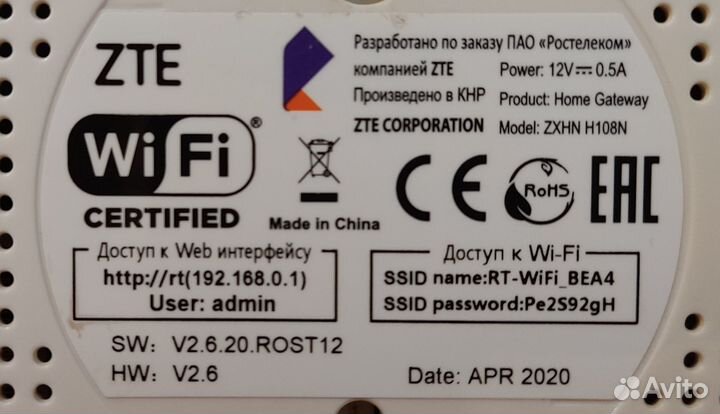 ZTE
Разработано по заказу ПАО «Ростелеком»
компанией ZTE
Power: 12V⎓0.5A
Произведено в КНР
Product: Home Gateway
ZTE CORPORATION
Model: ZXHN H108N
WiFi®
CERTIFIED
Made in China
CE
RoHS
EAC
Доступ к Web интерфейсу
http://rt(192.168.0.1)
User: admin
Доступ к Wi-Fi
SSID name:RT-WiFi_BEA4
SSID password:Pe2S92gH
SW: V2.6.20.ROST12
HW: V2.6
Date: APR 2020
Avito